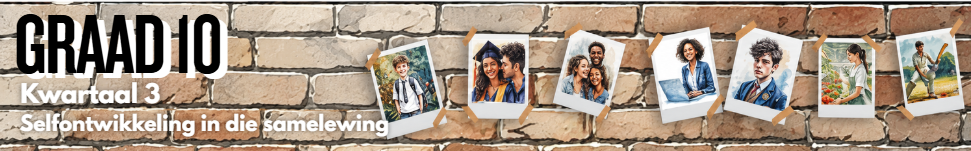 GRAAD 10
Kwartaal 3
Selfontwikkeling in die samelewing